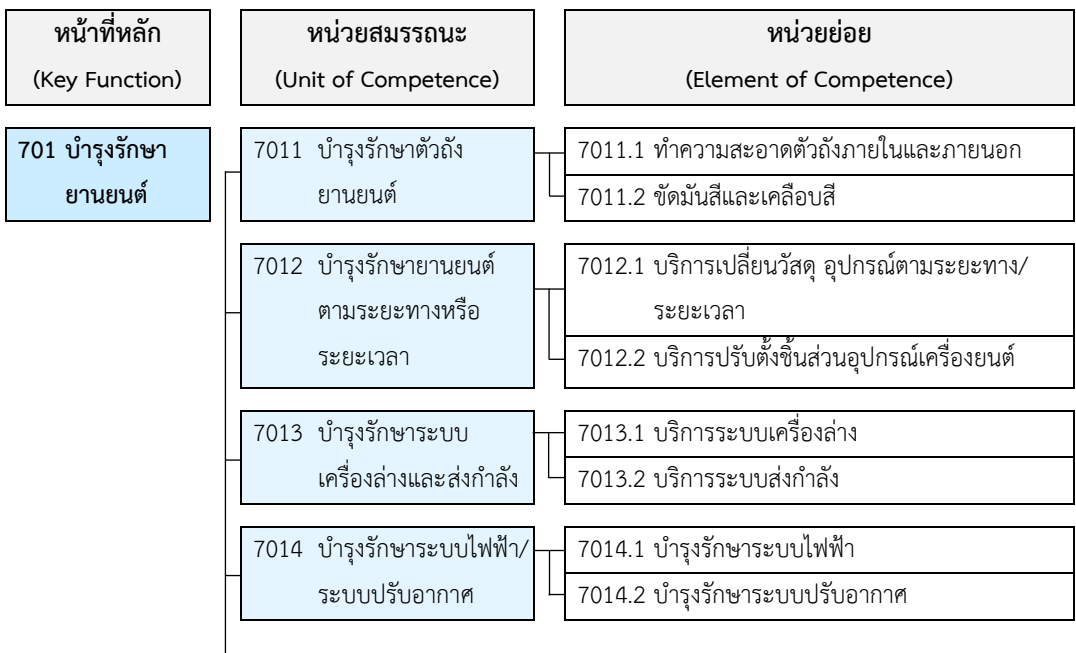 หน้าที่หลัก
(Key Function)
หน่วยสมรรถนะ
(Unit of Competence)
หน่วยย่อย
(Element of Competence)
701 บำรุงรักษา
ยานยนต์
7011 บำรุงรักษาตัวถัง
ยานยนต์
7011.1 ทำความสะอาดตัวถังภายในและภายนอก
7011.2 ขัดมันสีและเคลือบสี
7012 บำรุงรักษายานยนต์
ตามระยะทางหรือ
ระยะเวลา
7012.1 บริการเปลี่ยนวัสดุ อุปกรณ์ตามระยะทาง/
ระยะเวลา
7012.2 บริการปรับตั้งชิ้นส่วนอุปกรณ์เครื่องยนต์
7013 บำรุงรักษาระบบ
เครื่องล่างและส่งกำลัง
7013.1 บริการระบบเครื่องล่าง
7013.2 บริการระบบส่งกำลัง
7014 บำรุงรักษาระบบไฟฟ้า/
ระบบปรับอากาศ
7014.1 บำรุงรักษาระบบไฟฟ้า
7014.2 บำรุงรักษาระบบปรับอากาศ